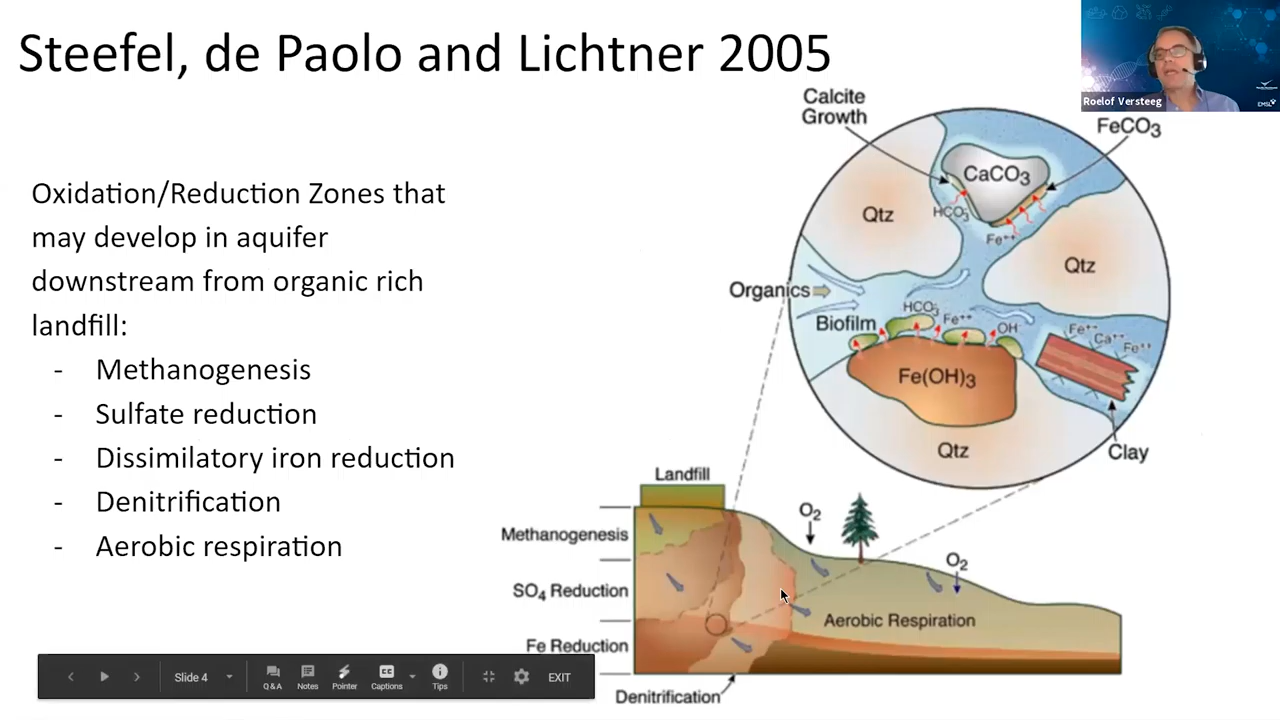 Steefel, de Paolo and Lichtner 2005
Roelof Versteeg
EMSL
Oxidation/Reduction Zones that
may develop in aquifer
downstream from organic rich
landfill:
- Methanogenesis
- Sulfate reduction
- Dissimilatory iron reduction
- Denitrification
- Aerobic respiration
Calcite
Growth
FeCO₃
CaCO₃
Qtz
HCO₃⁻
Fe⁺⁺
Qtz
Organics
HCO₃⁻
Fe⁺⁺
OH⁻
Biofilm
Fe⁺⁺
Ca⁺⁺
Fe⁺⁺
Fe(OH)₃
Qtz
Clay
Landfill
O₂
Methanogenesis
O₂
SO₄ Reduction
Aerobic Respiration
Fe Reduction
Denitrification
Slide 4
Q&A
Notes
Pointer
CC
Captions
Tips
EXIT